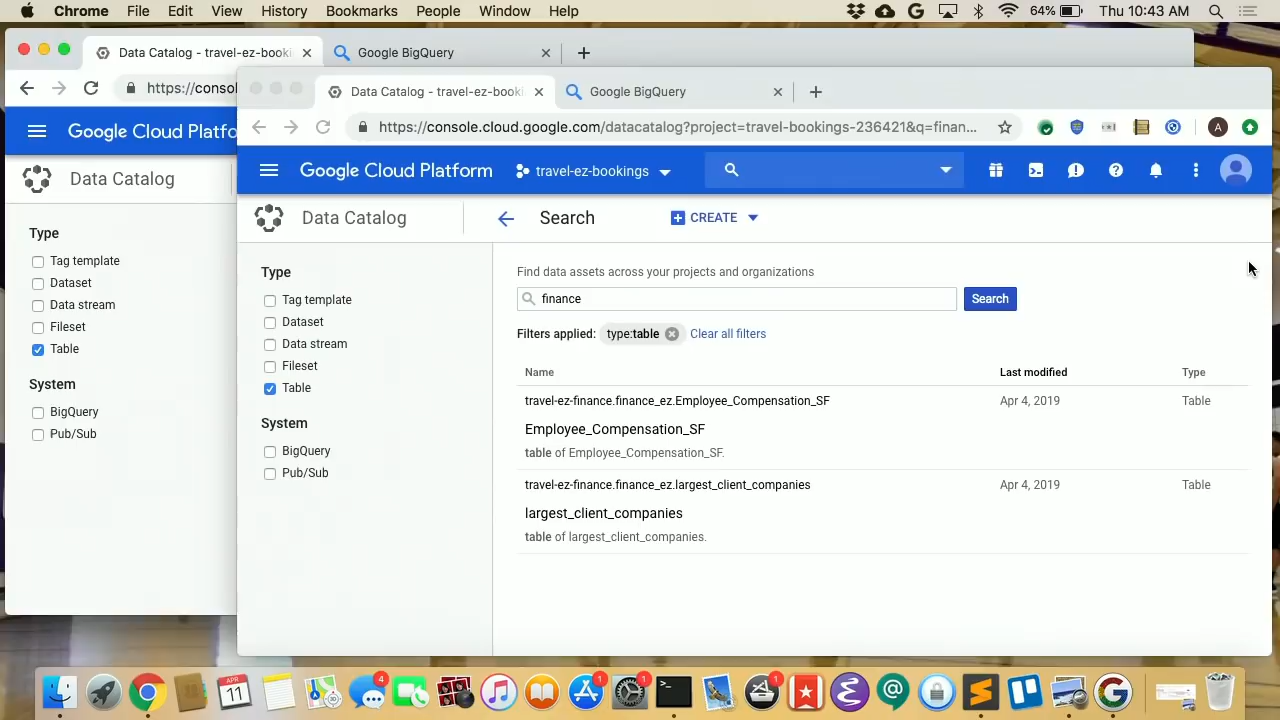 Chrome File Edit View History Bookmarks People Window Help 64% Thu 10:43 AM
Data Catalog - travel-ez-booki Google BigQuery
https://consol
Google Cloud Platfo
Data Catalog
Type
Tag template
Dataset
Data stream
Fileset
Table
System
BigQuery
Pub/Sub
Data Catalog - travel-ez-booki Google BigQuery
https://console.cloud.google.com/datacatalog?project=travel-bookings-236421&q=finan... A
Google Cloud Platform travel-ez-bookings
Data Catalog Search CREATE
Type
Tag template
Dataset
Data stream
Fileset
Table
System
BigQuery
Pub/Sub
Find data assets across your projects and organizations
finance Search
Filters applied: type:table Clear all filters
Name Last modified Type
travel-ez-finance.finance_ez.Employee_Compensation_SF Apr 4, 2019 Table
Employee_Compensation_SF
table of Employee_Compensation_SF.
travel-ez-finance.finance_ez.largest_client_companies Apr 4, 2019 Table
largest_client_companies
table of largest_client_companies.
APR
11
4
1
1
1